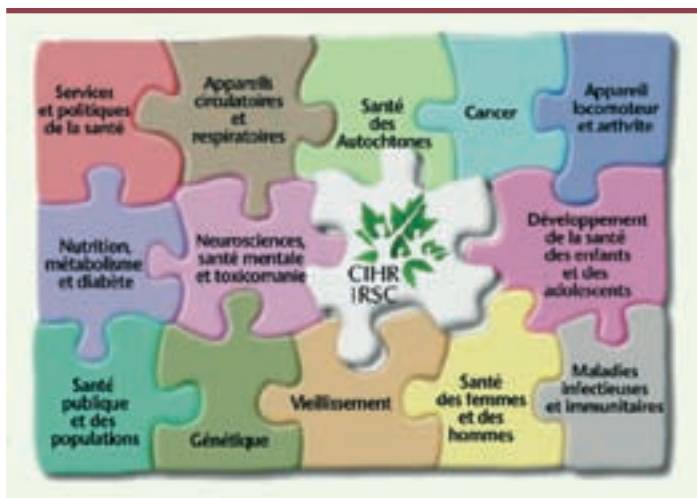 Services
et politiques
de la santé
Appareils
circulatoires
et
respiratoires
Santé
des
Autochtones
Cancer
Appareil
locomoteur
et arthrite
Nutrition,
métabolisme
et diabète
Neurosciences,
santé mentale
et toxicomanie
CIHR
IRSC
Développement
de la santé
des enfants
et des
adolescents
Santé
publique
et des
populations
Génétique
Vieillissement
Santé
des femmes
et des
hommes
Maladies
infectieuses
et immunitaires